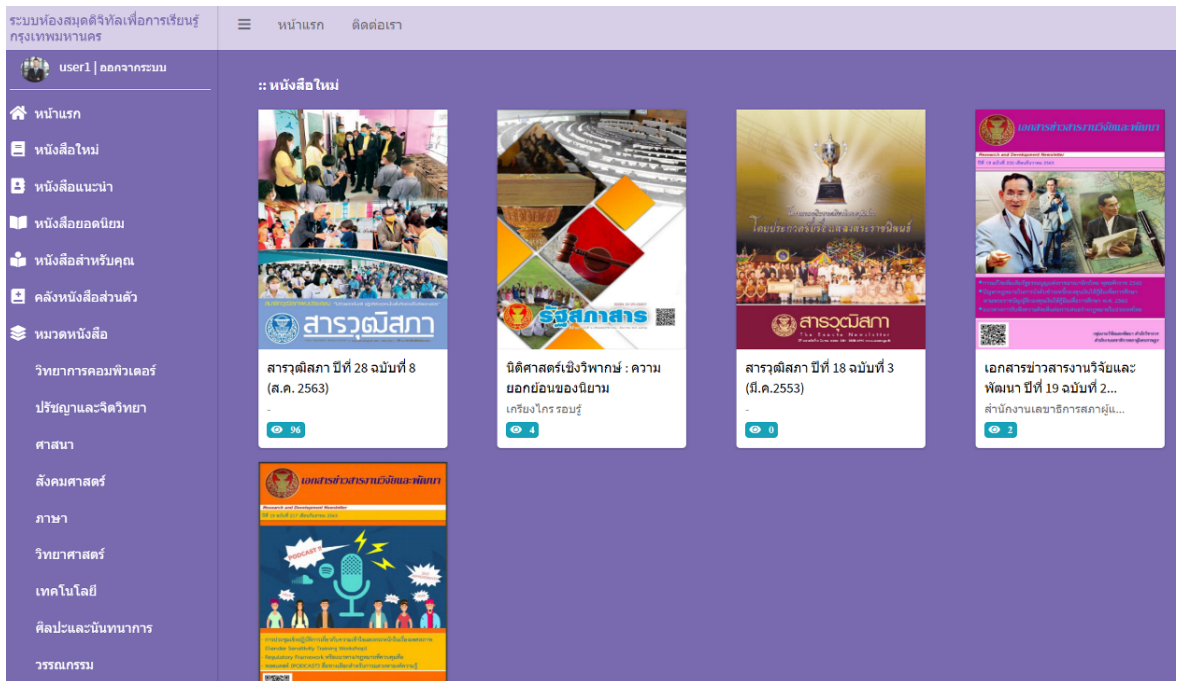 ระบบห้องสมุดดิจิทัลเพื่อการเรียนรู้
กรุงเทพมหานคร
หน้าแรก
ติดต่อเรา
user1 | ออกจากระบบ
หน้าแรก
หนังสือใหม่
หนังสือแนะนำ
หนังสือยอดนิยม
หนังสือสำหรับคุณ
คลังหนังสือส่วนตัว
หมวดหนังสือ
วิทยาการคอมพิวเตอร์
ปรัชญาและจิตวิทยา
ศาสนา
สังคมศาสตร์
ภาษา
วิทยาศาสตร์
เทคโนโลยี
ศิลปะและนันทนาการ
วรรณกรรม
:: หนังสือใหม่
สารวุฒิสภา
สารวุฒิสภา ปีที่ 28 ฉบับที่ 8
(ส.ค. 2563)
-
96
รัฐสภาสาร
นิติศาสตร์เชิงวิพากษ์ : ความ
ยอกย้อนของนิยาม
เกรียงไกร รอบรู้
4
สารวุฒิสภา
The Senate Newsletter
สารวุฒิสภา ปีที่ 18 ฉบับที่ 3
(มี.ค.2553)
-
0
เอกสารข่าวสารงานวิจัยและพัฒนา
Research and Development Newsletter
เอกสารข่าวสารงานวิจัยและ
พัฒนา ปีที่ 19 ฉบับที่ 2...
สำนักงานเลขาธิการสภาผู้แ...
2
เอกสารข่าวสารงานวิจัยและพัฒนา
Research and Development Newsletter
PODCAST